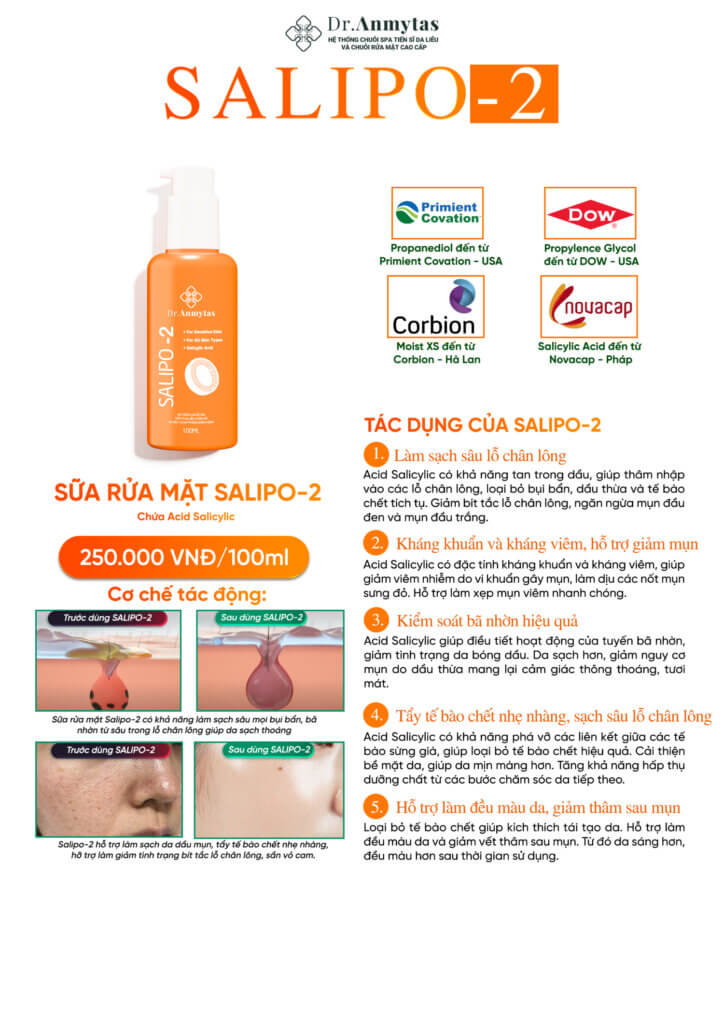 Dr.Anmytas
HỆ THỐNG CHUỖI SPA TIẾN SĨ DA LIỄU
VÀ CHUỖI RỬA MẶT CAO CẤP
SALIPO-2
Primient
Covation
Propanediol đến từ
Primient Covation - USA
DOW
Propylence Glycol
đến từ DOW - USA
Corbion
Moist XS đến từ
Corbion - Hà Lan
novacap
Salicylic Acid đến từ
Novacap - Pháp
Dr.Anmytas
SALIPO -2
• For Sensitive Skin
• For All Skin Types
• Salicylic Acid
100ML
SỮA RỬA MẶT SALIPO-2
Chứa Acid Salicylic
250.000 VNĐ/100ml
Cơ chế tác động:
Trước dùng SALIPO-2
Sau dùng SALIPO-2
Sữa rửa mặt Salipo-2 có khả năng làm sạch sâu mọi bụi bẩn, bã
nhờn từ sâu trong lỗ chân lông giúp da sạch thoáng
Trước dùng SALIPO-2
Sau dùng SALIPO-2
Salipo-2 hỗ trợ làm sạch da dầu mụn, tẩy tế bào chết nhẹ nhàng,
hỡ trợ làm giảm tình trạng bít tắc lỗ chân lông, sần vỏ cam.
TÁC DỤNG CỦA SALIPO-2
1. Làm sạch sâu lỗ chân lông
Acid Salicylic có khả năng tan trong dầu, giúp thâm nhập
vào các lỗ chân lông, loại bỏ bụi bẩn, dầu thừa và tế bào
chết tích tụ. Giảm bít tắc lỗ chân lông, ngăn ngừa mụn đầu
đen và mụn đầu trắng.
2. Kháng khuẩn và kháng viêm, hỗ trợ giảm mụn
Acid Salicylic có đặc tính kháng khuẩn và kháng viêm, giúp
giảm viêm nhiễm do vi khuẩn gây mụn, làm dịu các nốt mụn
sưng đỏ. Hỗ trợ làm xẹp mụn viêm nhanh chóng.
3. Kiểm soát bã nhờn hiệu quả
Acid Salicylic giúp điều tiết hoạt động của tuyến bã nhờn,
giảm tình trạng da bóng dầu. Da sạch hơn, giảm nguy cơ
mụn do dầu thừa mang lại cảm giác thông thoáng, tươi
mát.
4. Tẩy tế bào chết nhẹ nhàng, sạch sâu lỗ chân lông
Acid Salicylic có khả năng phá vỡ các liên kết giữa các tế
bào sừng già, giúp loại bỏ tế bào chết hiệu quả. Cải thiện
bề mặt da, giúp da mịn màng hơn. Tăng khả năng hấp thụ
dưỡng chất từ các bước chăm sóc da tiếp theo.
5. Hỗ trợ làm đều màu da, giảm thâm sau mụn
Loại bỏ tế bào chết giúp kích thích tái tạo da. Hỗ trợ làm
đều màu da và giảm vết thâm sau mụn. Từ đó da sáng hơn,
đều màu hơn sau thời gian sử dụng.